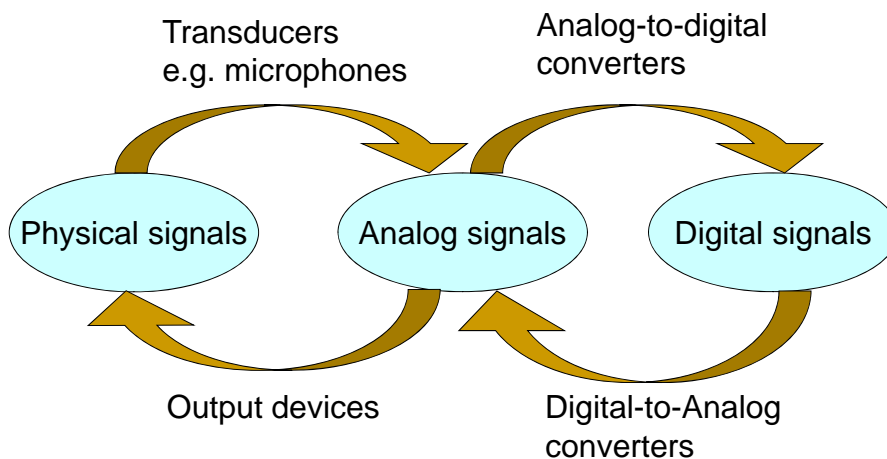 Transducers
e.g. microphones
Analog-to-digital
converters
Physical signals
Analog signals
Digital signals
Output devices
Digital-to-Analog
converters